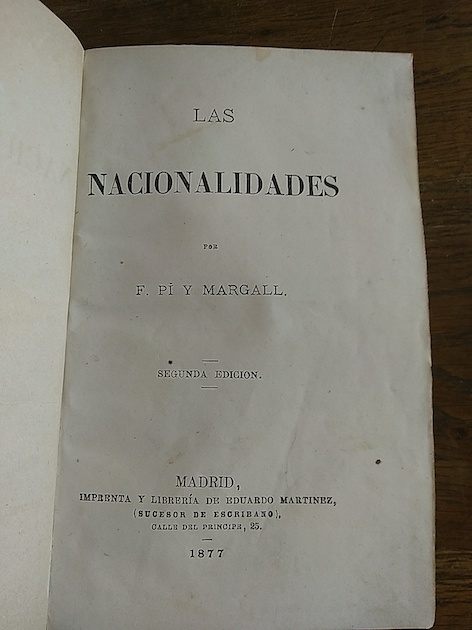 LAS
NACIONALIDADES
POR
F. PÍ Y MARGALL.
SEGUNDA EDICION.
MADRID,
IMPRENTA Y LIBRERÍA DE EDUARDO MARTINEZ,
(SUCESOR DE ESCRIBANO),
CALLE DEL PRINCIPE, 25.
1877